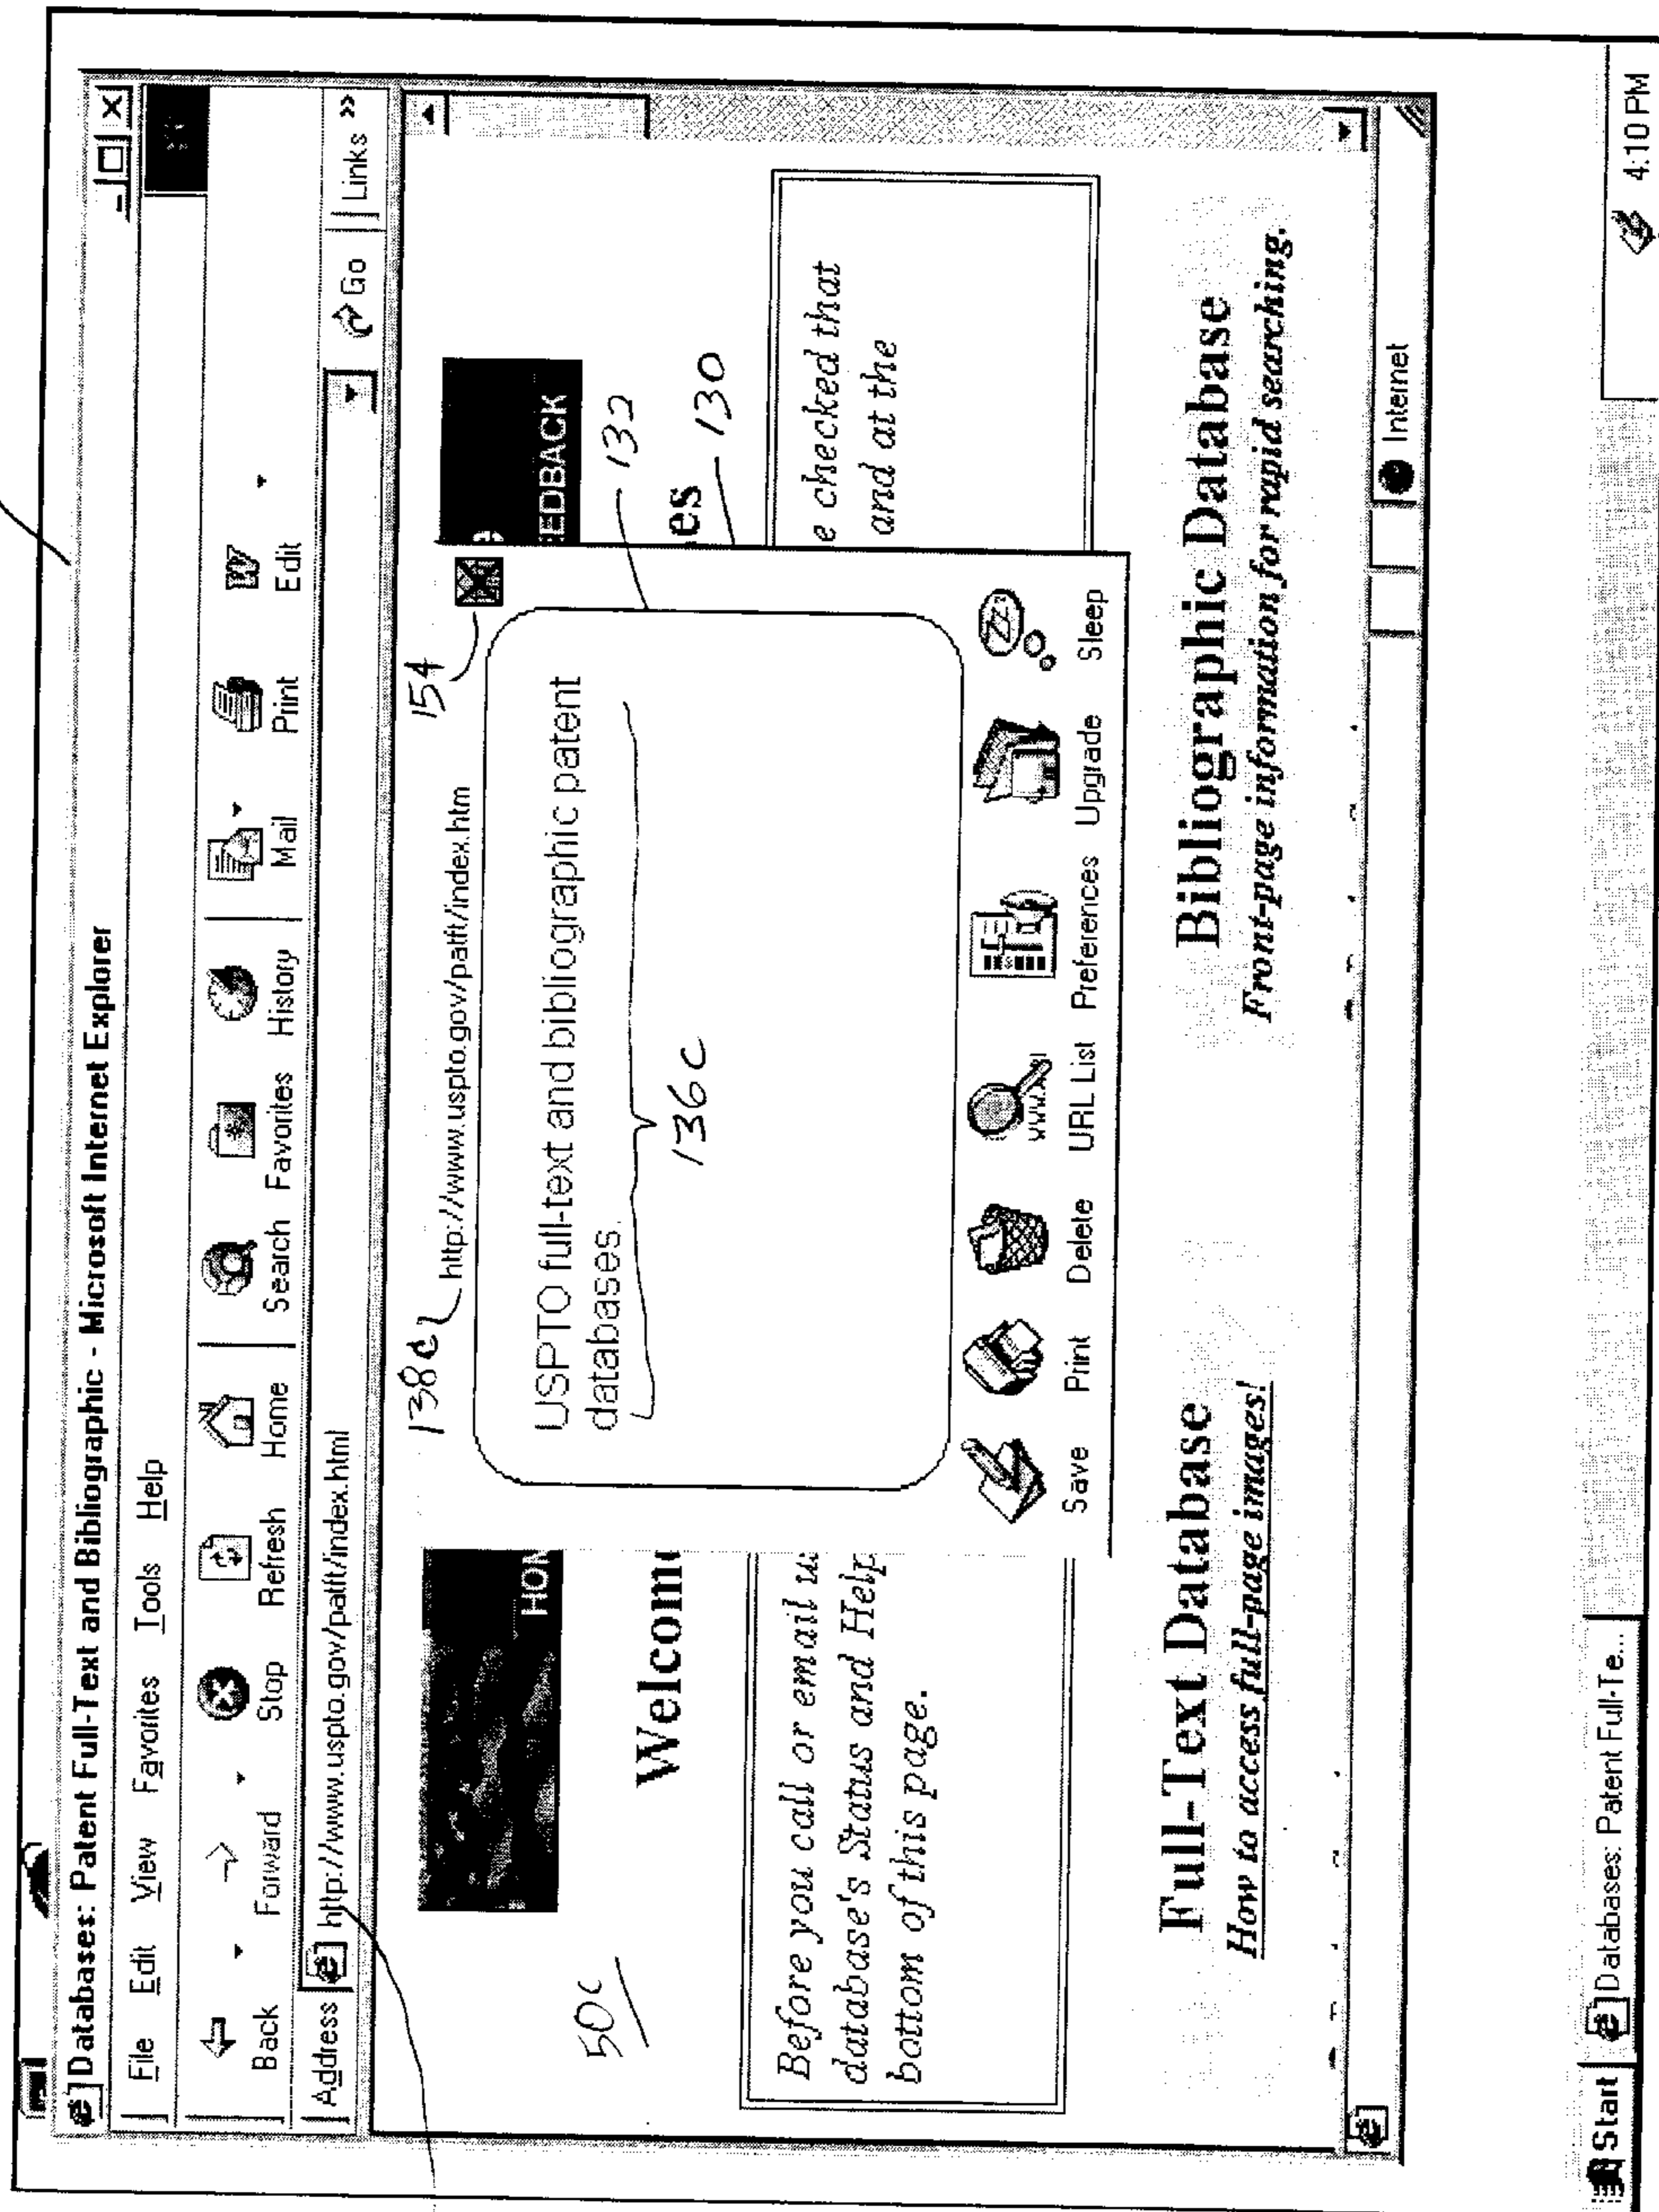 Databases: Patent Full-Text and Bibliographic - Microsoft Internet Explorer
File Edit View Favorites Tools Help
Back Forward Stop Refresh Home Search Favorites History Mail Print Edit
Address http://www.uspto.gov/patft/index.html Go Links »
138c http://www.uspto.gov/patft/index.htm 154
HOM
EEDBACK
50c
USPTO full-text and bibliographic patent
databases.
132
Welcome
es
136c
130
Before you call or email u
e checked that
database's Status and Help
and at the
bottom of this page.
Save Print Delete URL List Preferences Upgrade Sleep
Full-Text Database
How to access full-page images!
Bibliographic Database
Front-page information for rapid searching.
Internet
Start Databases: Patent Full-Te... 4:10 PM